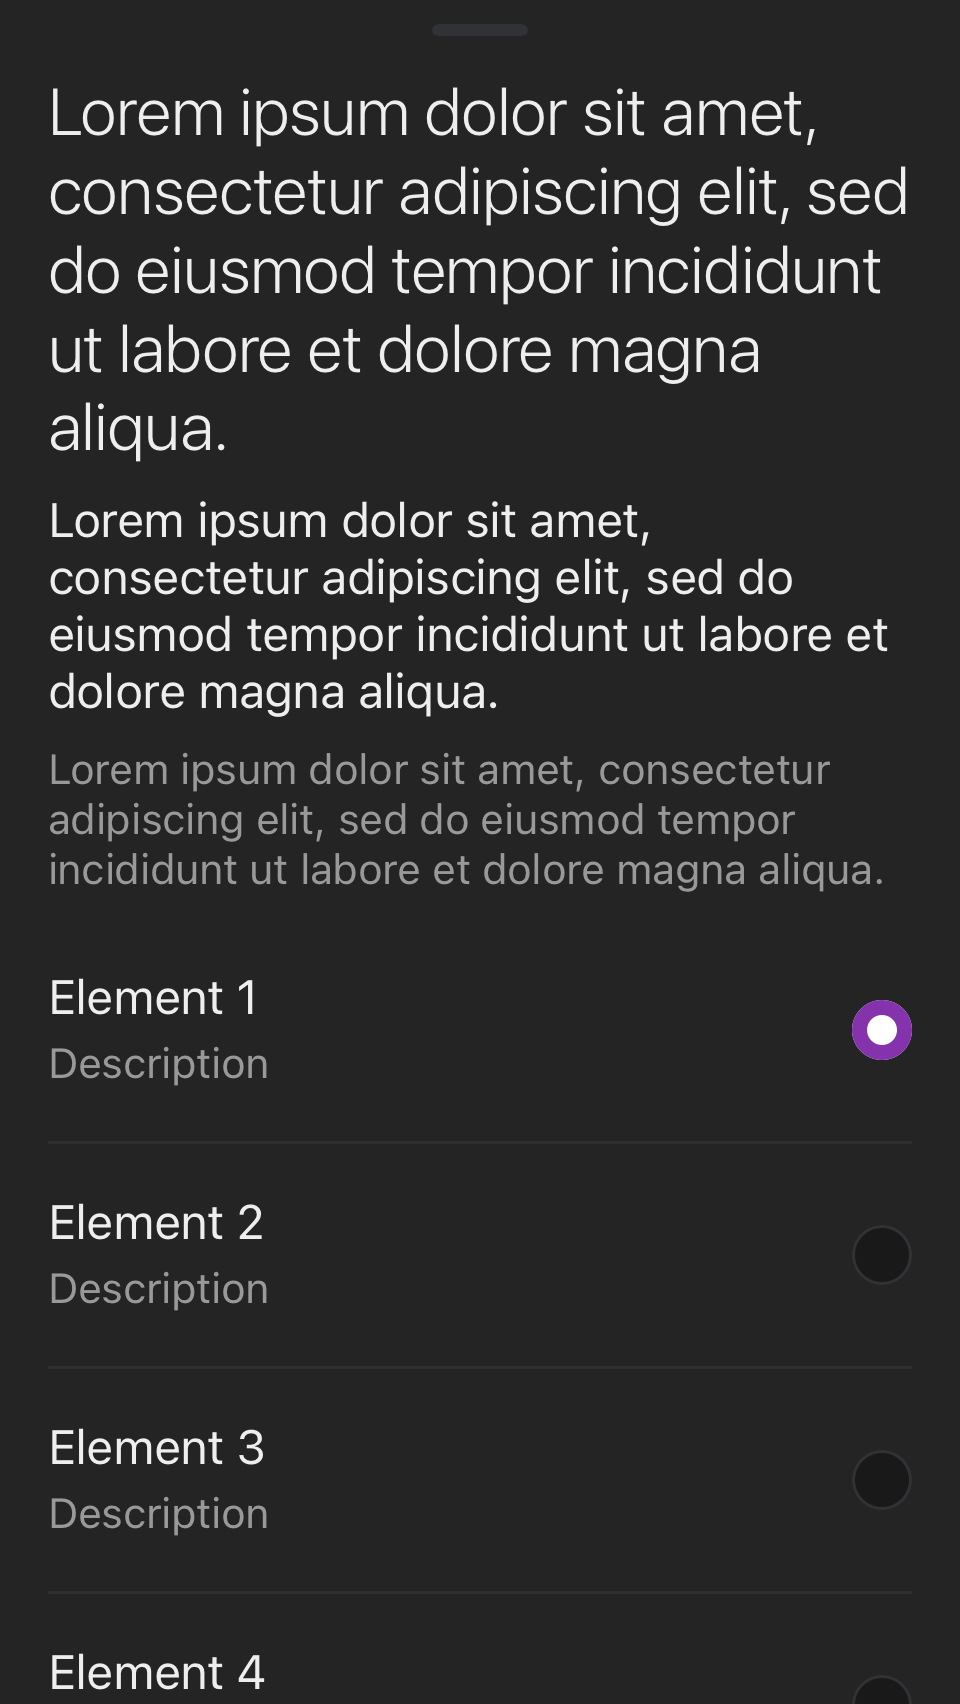 Lorem ipsum dolor sit amet,
consectetur adipiscing elit, sed
do eiusmod tempor incididunt
ut labore et dolore magna
aliqua.
Lorem ipsum dolor sit amet,
consectetur adipiscing elit, sed do
eiusmod tempor incididunt ut labore et
dolore magna aliqua.
Lorem ipsum dolor sit amet, consectetur
adipiscing elit, sed do eiusmod tempor
incididunt ut labore et dolore magna aliqua.
Element 1
Description
Element 2
Description
Element 3
Description
Element 4